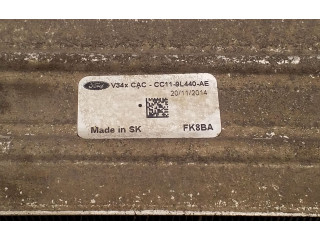 Ford V34x CAC - CC11-9L440-AE
20/11/2014
Made in SK FK8BA